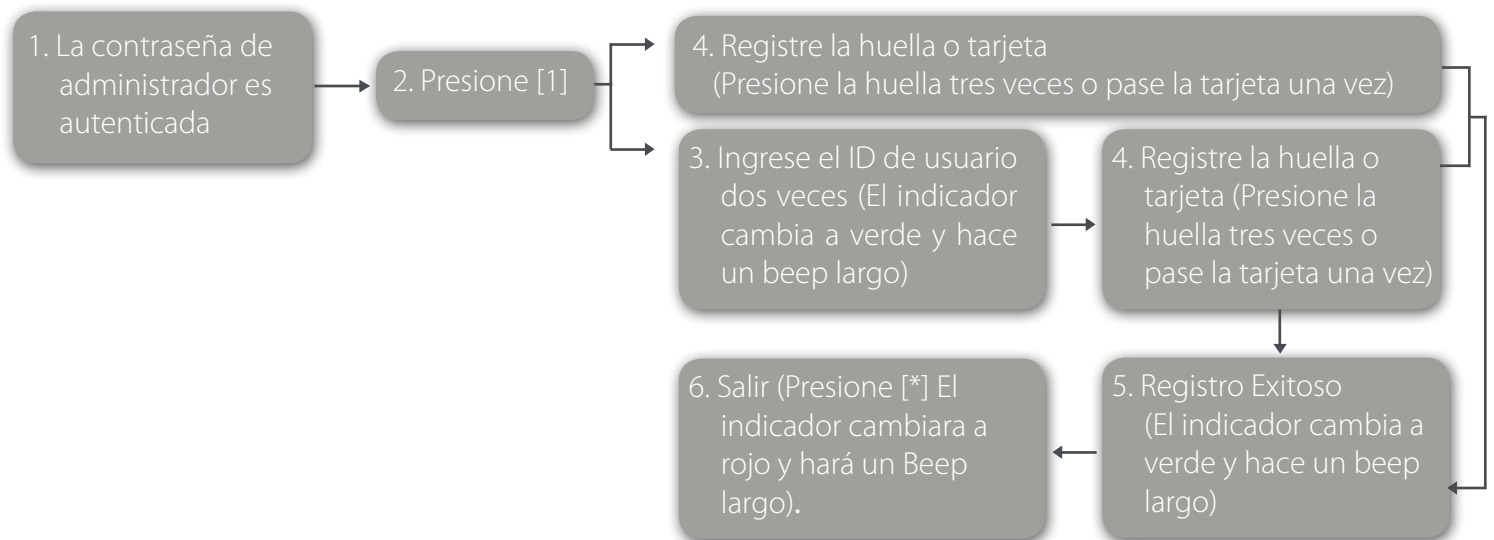 1. La contraseña de
administrador es
autenticada
2. Presione [1]
4. Registre la huella o tarjeta
(Presione la huella tres veces o pase la tarjeta una vez)
3. Ingrese el ID de usuario
dos veces (El indicador
cambia a verde y hace
un beep largo)
4. Registre la huella o
tarjeta (Presione la
huella tres veces o
pase la tarjeta una vez)
5. Registro Exitoso
(El indicador cambia a
verde y hace un beep
largo)
6. Salir (Presione [*] El
indicador cambiara a
rojo y hará un Beep
largo).